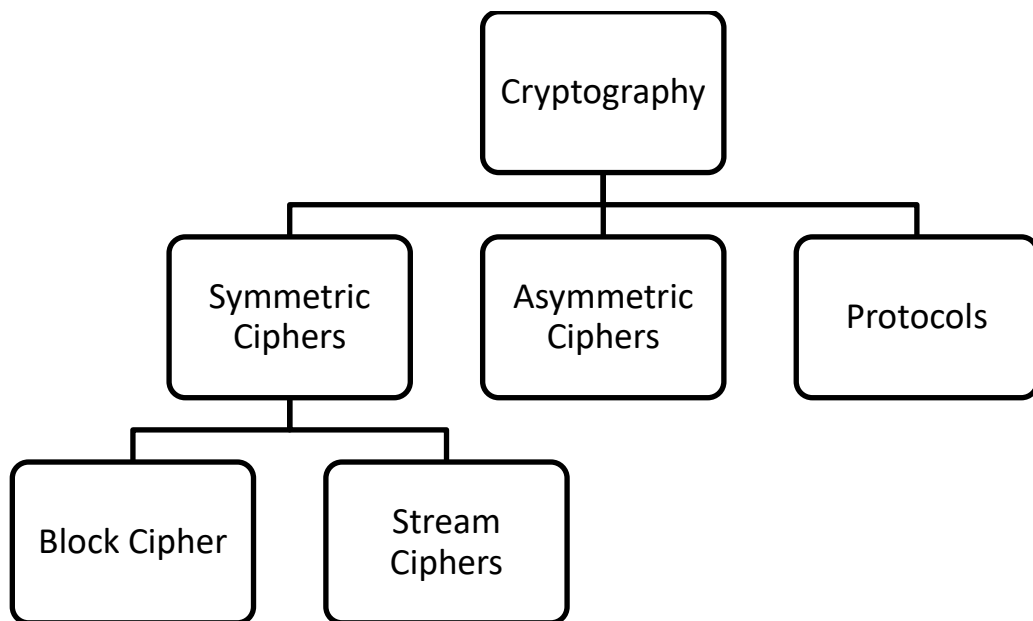 Cryptography
Symmetric
Ciphers
Asymmetric
Ciphers
Protocols
Block Cipher
Stream
Ciphers